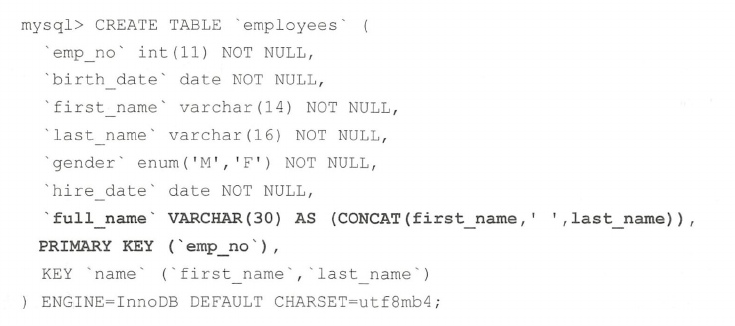 mysql> CREATE TABLE `employees` (
`emp_no` int(11) NOT NULL,
`birth_date` date NOT NULL,
`first_name` varchar(14) NOT NULL,
`last_name` varchar(16) NOT NULL,
`gender` enum('M','F') NOT NULL,
`hire_date` date NOT NULL,
`full_name` VARCHAR(30) AS (CONCAT(first_name,' ',last_name)),
PRIMARY KEY (`emp_no`),
KEY `name` (`first_name`,`last_name`)
) ENGINE=InnoDB DEFAULT CHARSET=utf8mb4;